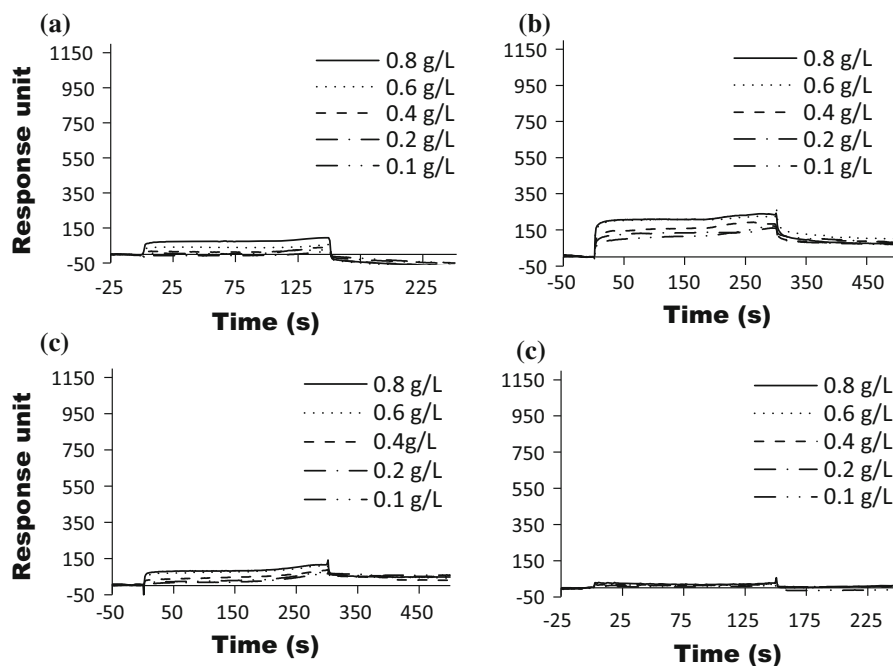 (a)
Response unit
1150
950
750
550
350
150
-50
0.8 g/L
0.6 g/L
0.4 g/L
0.2 g/L
0.1 g/L
-25 25 75 125 175 225
Time (s)
(b)
1150
950
750
550
350
150
-50
0.8 g/L
0.6 g/L
0.4 g/L
0.2 g/L
0.1 g/L
-50 50 150 250 350 450
Time (s)
(c)
Response unit
1150
950
750
550
350
150
-50
0.8 g/L
0.6 g/L
0.4g/L
0.2 g/L
0.1 g/L
-50 50 150 250 350 450
Time (s)
(c)
1150
950
750
550
350
150
-50
0.8 g/L
0.6 g/L
0.4 g/L
0.2 g/L
0.1 g/L
-25 25 75 125 175 225
Time (s)